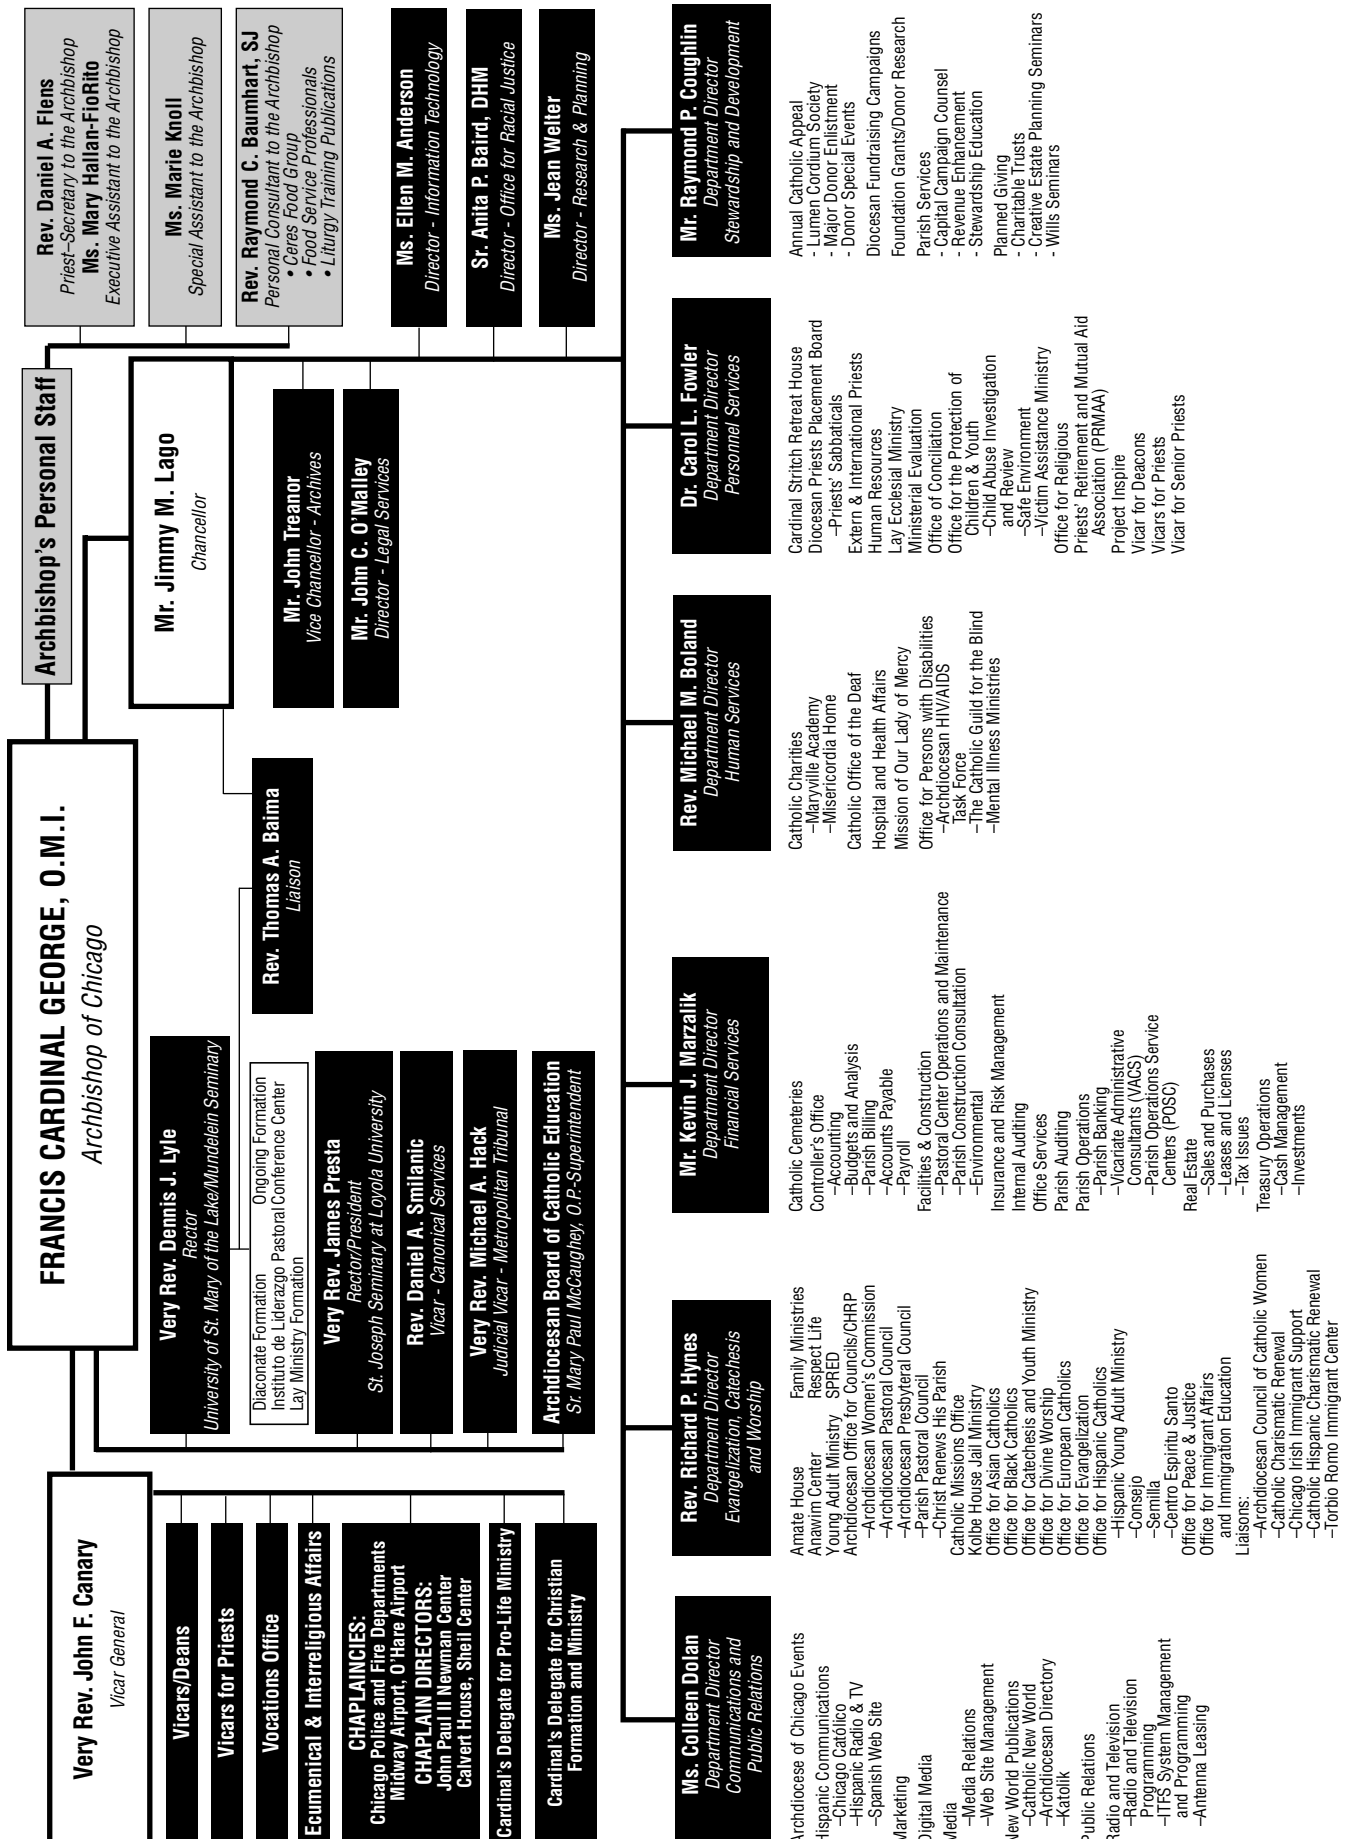 FRANCIS CARDINAL GEORGE, O.M.I.
Archbishop of Chicago
Archbishop's Personal Staff
Rev. Daniel A. Flens
Priest–Secretary to the Archbishop
Ms. Mary Hallan-FioRito
Executive Assistant to the Archbishop
Ms. Marie Knoll
Special Assistant to the Archbishop
Rev. Raymond C. Baumhart, SJ
Personal Consultant to the Archbishop
• Ceres Food Group
• Food Service Professionals
• Liturgy Training Publications
Very Rev. John F. Canary
Vicar General
Vicars/Deans
Vicars for Priests
Vocations Office
Ecumenical & Interreligious Affairs
CHAPLAINCIES:
Chicago Police and Fire Departments
Midway Airport, O'Hare Airport
CHAPLAIN DIRECTORS:
John Paul II Newman Center
Calvert House, Sheil Center
Cardinal's Delegate for Pro-Life Ministry
Cardinal's Delegate for Christian
Formation and Ministry
Very Rev. Dennis J. Lyle
Rector
University of St. Mary of the Lake/Mundelein Seminary
Diaconate Formation Ongoing Formation
Instituto de Liderazgo Pastoral Conference Center
Lay Ministry Formation
Very Rev. James Presta
Rector/President
St. Joseph Seminary at Loyola University
Rev. Daniel A. Smilanic
Vicar - Canonical Services
Very Rev. Michael A. Hack
Judicial Vicar - Metropolitan Tribunal
Archdiocesan Board of Catholic Education
Sr. Mary Paul McCaughey, O.P.-Superintendent
Rev. Thomas A. Baima
Liaison
Mr. Jimmy M. Lago
Chancellor
Mr. John Treanor
Vice Chancellor - Archives
Mr. John C. O'Malley
Director - Legal Services
Ms. Ellen M. Anderson
Director - Information Technology
Sr. Anita P. Baird, DHM
Director - Office for Racial Justice
Ms. Jean Welter
Director - Research & Planning
Ms. Colleen Dolan
Department Director
Communications and
Public Relations
Archdiocese of Chicago Events
Hispanic Communications
–Chicago Católico
–Hispanic Radio & TV
–Spanish Web Site
Marketing
Digital Media
Media
–Media Relations
–Web Site Management
New World Publications
–Catholic New World
–Archdiocesan Directory
–Katolik
Public Relations
Radio and Television
–Radio and Television
Programming
–ITFS System Management
and Programming
–Antenna Leasing
Rev. Richard P. Hynes
Department Director
Evangelization, Catechesis
and Worship
Amate House Family Ministries
Anawim Center Respect Life
Young Adult Ministry SPRED
Archdiocesan Office for Councils/CHRP
–Archdiocesan Women's Commission
–Archdiocesan Pastoral Council
–Archdiocesan Presbyteral Council
–Parish Pastoral Council
–Christ Renews His Parish
Catholic Missions Office
Kolbe House Jail Ministry
Office for Asian Catholics
Office for Black Catholics
Office for Catechesis and Youth Ministry
Office for Divine Worship
Office for European Catholics
Office for Evangelization
Office for Hispanic Catholics
–Hispanic Young Adult Ministry
–Consejo
–Semilla
–Centro Espiritu Santo
Office for Peace & Justice
Office for Immigrant Affairs
and Immigration Education
Liaisons:
–Archdiocesan Council of Catholic Women
–Catholic Charismatic Renewal
–Chicago Irish Immigrant Support
–Catholic Hispanic Charismatic Renewal
–Torbio Romo Immigrant Center
Mr. Kevin J. Marzalik
Department Director
Financial Services
Catholic Cemeteries
Controller's Office
–Accounting
–Budgets and Analysis
–Parish Billing
–Accounts Payable
–Payroll
Facilities & Construction
–Pastoral Center Operations and Maintenance
–Parish Construction Consultation
–Environmental
Insurance and Risk Management
Internal Auditing
Office Services
Parish Auditing
Parish Operations
–Parish Banking
–Vicariate Administrative
Consultants (VACS)
–Parish Operations Service
Centers (POSC)
Real Estate
–Sales and Purchases
–Leases and Licenses
–Tax Issues
Treasury Operations
–Cash Management
–Investments
Rev. Michael M. Boland
Department Director
Human Services
Catholic Charities
–Maryville Academy
–Misericordia Home
Catholic Office of the Deaf
Hospital and Health Affairs
Mission of Our Lady of Mercy
Office for Persons with Disabilities
–Archdiocesan HIV/AIDS
Task Force
–The Catholic Guild for the Blind
–Mental Illness Ministries
Dr. Carol L. Fowler
Department Director
Personnel Services
Cardinal Stritch Retreat House
Diocesan Priests Placement Board
–Priests' Sabbaticals
Extern & International Priests
Human Resources
Lay Ecclesial Ministry
Ministerial Evaluation
Office of Conciliation
Office for the Protection of
Children & Youth
–Child Abuse Investigation
and Review
–Safe Environment
–Victim Assistance Ministry
Office for Religious
Priests' Retirement and Mutual Aid
Association (PRMAA)
Project Inspire
Vicar for Deacons
Vicars for Priests
Vicar for Senior Priests
Mr. Raymond P. Coughlin
Department Director
Stewardship and Development
Annual Catholic Appeal
- Lumen Cordium Society
- Major Donor Enlistment
- Donor Special Events
Diocesan Fundraising Campaigns
Foundation Grants/Donor Research
Parish Services
- Capital Campaign Counsel
- Revenue Enhancement
- Stewardship Education
Planned Giving
- Charitable Trusts
- Creative Estate Planning Seminars
- Wills Seminars